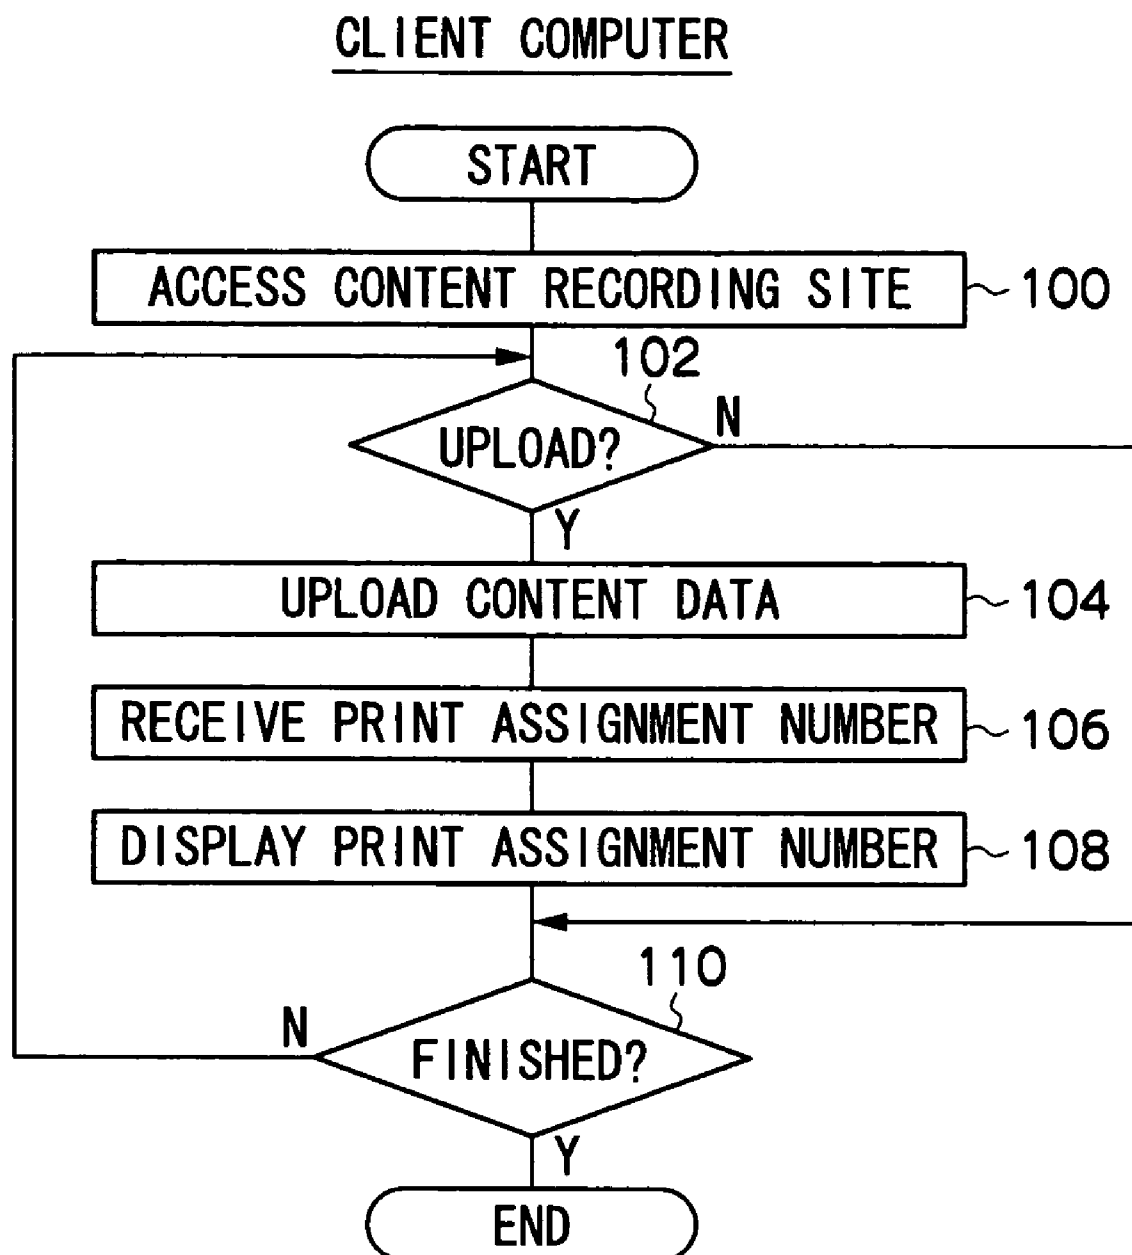 CLIENT COMPUTER
START
ACCESS CONTENT RECORDING SITE
100
102
UPLOAD?
N
Y
UPLOAD CONTENT DATA
104
RECEIVE PRINT ASSIGNMENT NUMBER
106
DISPLAY PRINT ASSIGNMENT NUMBER
108
110
N
FINISHED?
Y
END